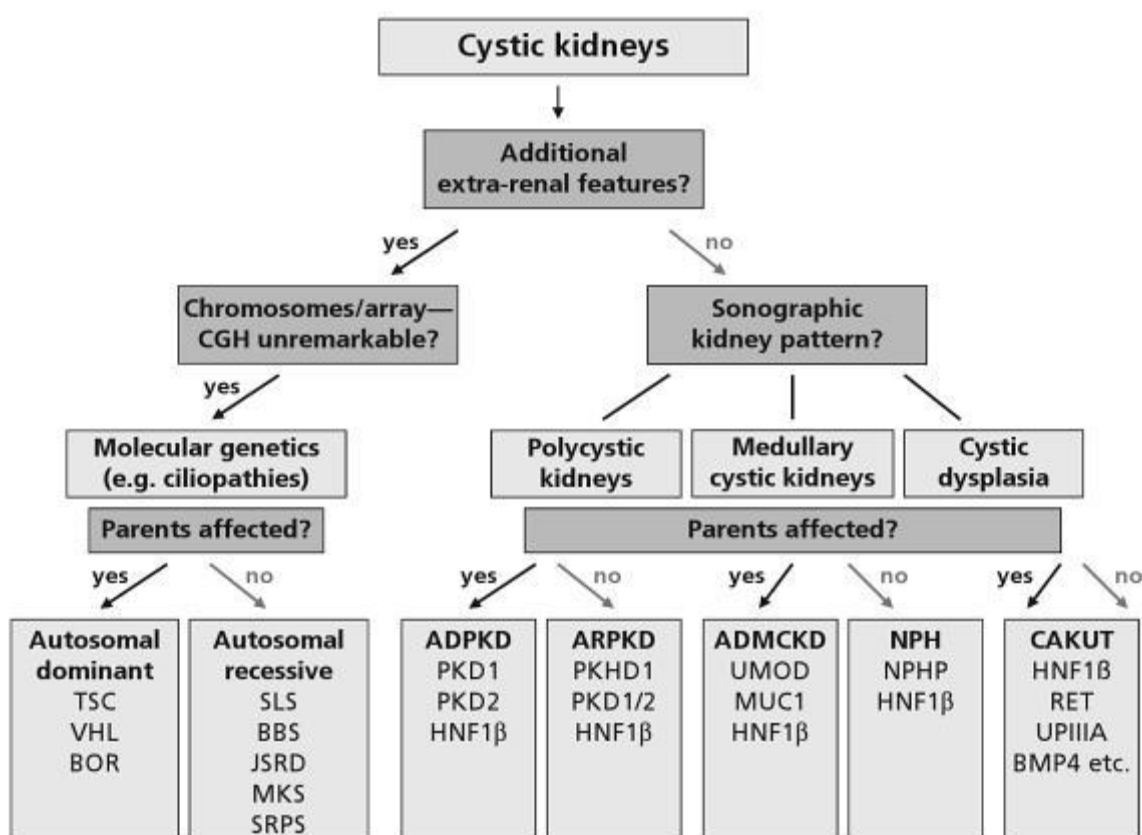 Cystic kidneys
Additional
extra-renal features?
yes
no
Chromosomes/array—
CGH unremarkable?
Sonographic
kidney pattern?
yes
Molecular genetics
(e.g. ciliopathies)
Polycystic
kidneys
Medullary
cystic kidneys
Cystic
dysplasia
Parents affected?
Parents affected?
yes
no
yes
no
yes
no
yes
no
Autosomal
dominant
TSC
VHL
BOR
Autosomal
recessive
SLS
BBS
JSRD
MKS
SRPS
ADPKD
PKD1
PKD2
HNF1β
ARPKD
PKHD1
PKD1/2
HNF1β
ADMCKD
UMOD
MUC1
HNF1β
NPH
NPHP
HNF1β
CAKUT
HNF1ß
RET
UPIIIA
BMP4 etc.